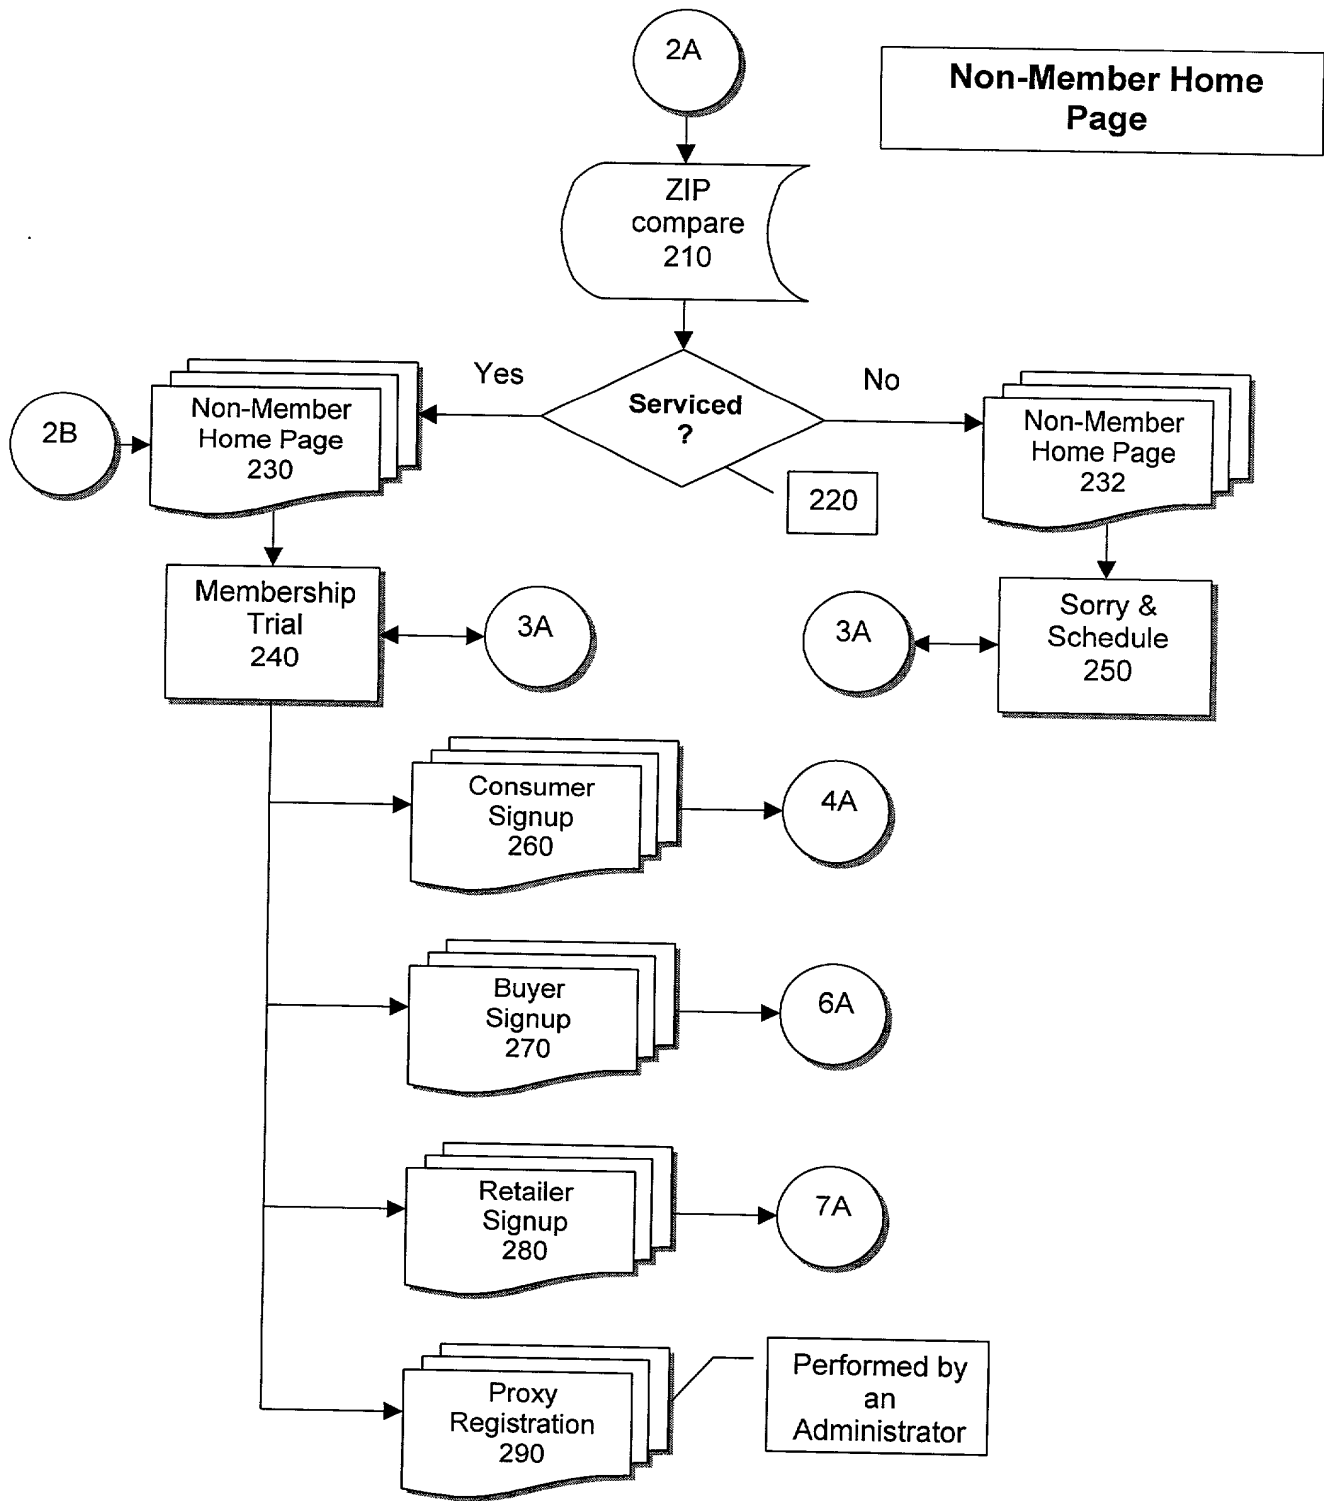 2A
Non-Member Home
Page
ZIP
compare
210
Yes
No
Serviced
?
220
2B
Non-Member
Home Page
230
Non-Member
Home Page
232
Membership
Trial
240
3A
3A
Sorry &
Schedule
250
Consumer
Signup
260
4A
Buyer
Signup
270
6A
Retailer
Signup
280
7A
Proxy
Registration
290
Performed by
an
Administrator